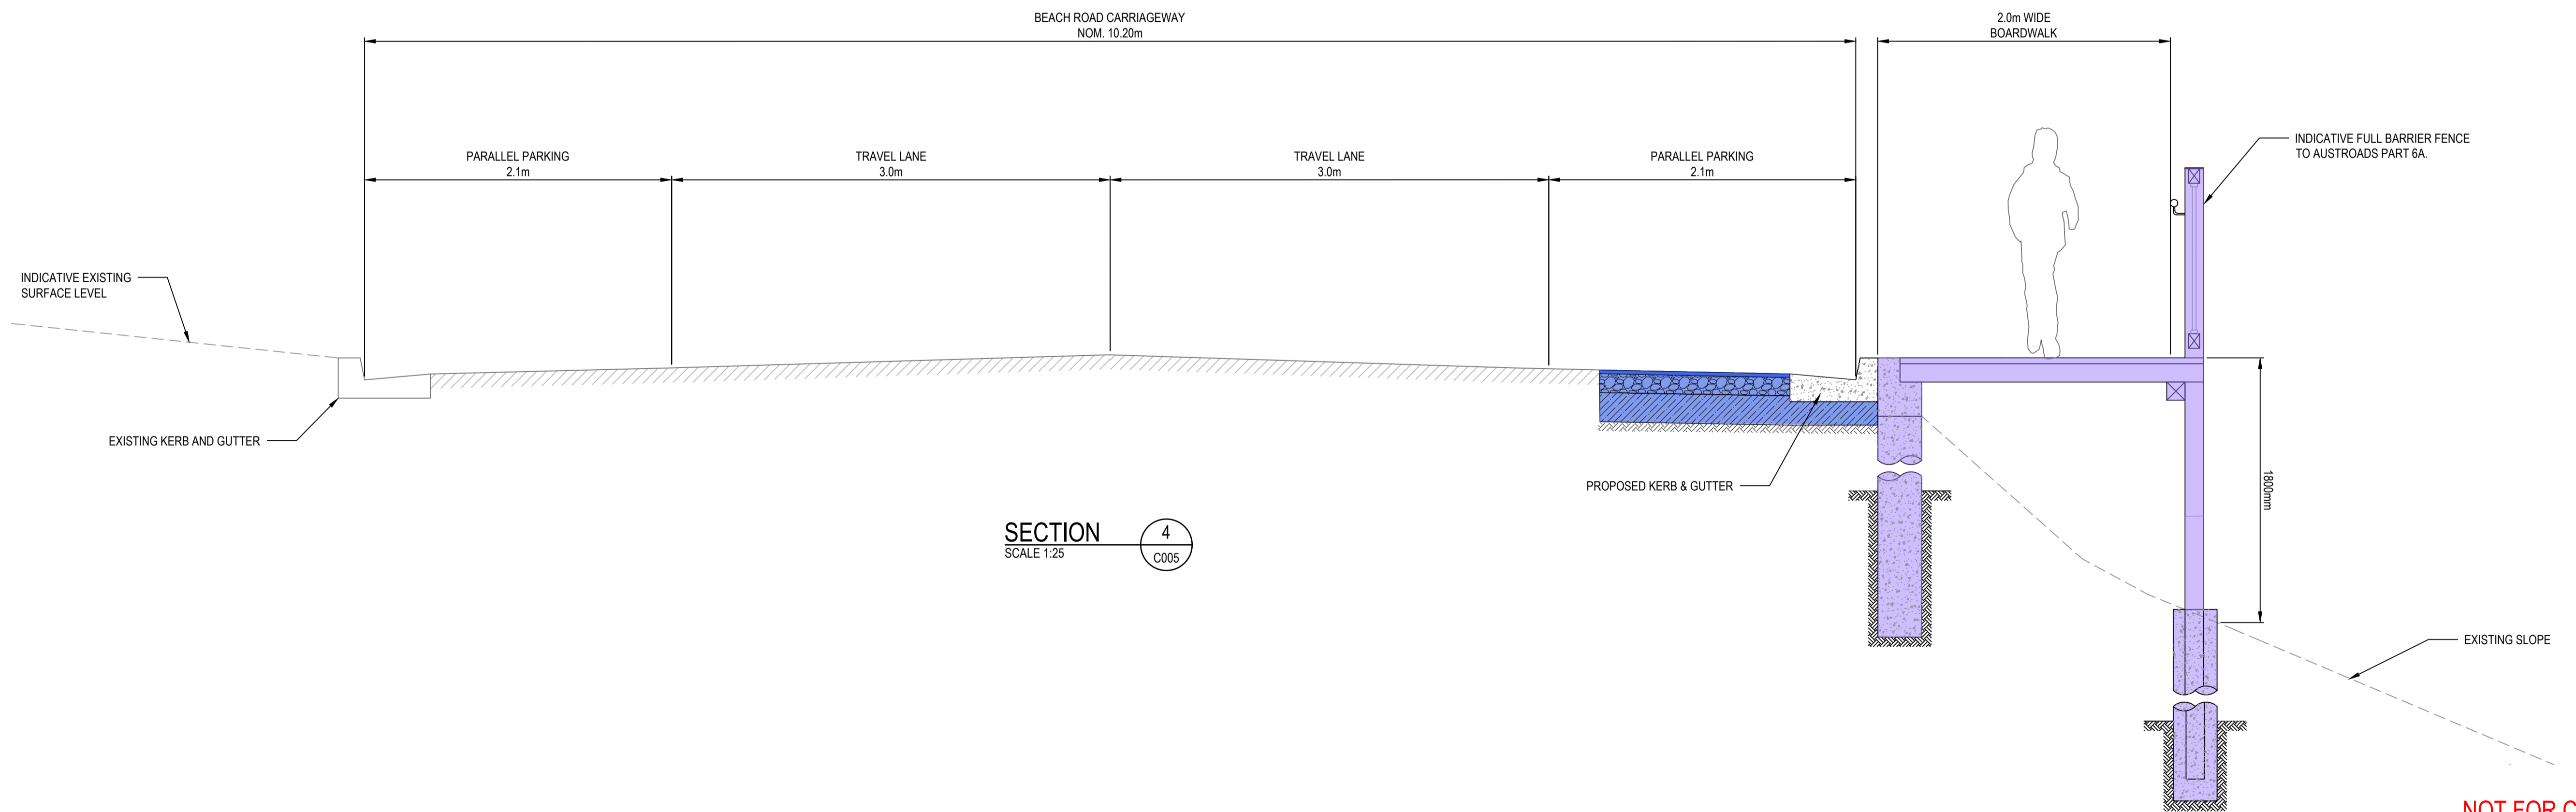 BEACH ROAD CARRIAGEWAY
NOM. 10.20m
2.0m WIDE
BOARDWALK
INDICATIVE FULL BARRIER FENCE
TO AUSTROADS PART 6A.
PARALLEL PARKING
2.1m
TRAVEL LANE
3.0m
TRAVEL LANE
3.0m
PARALLEL PARKING
2.1m
INDICATIVE EXISTING
SURFACE LEVEL
EXISTING KERB AND GUTTER
PROPOSED KERB & GUTTER
1800mm
SECTION
SCALE 1:25
4
C005
EXISTING SLOPE
NOT FOR